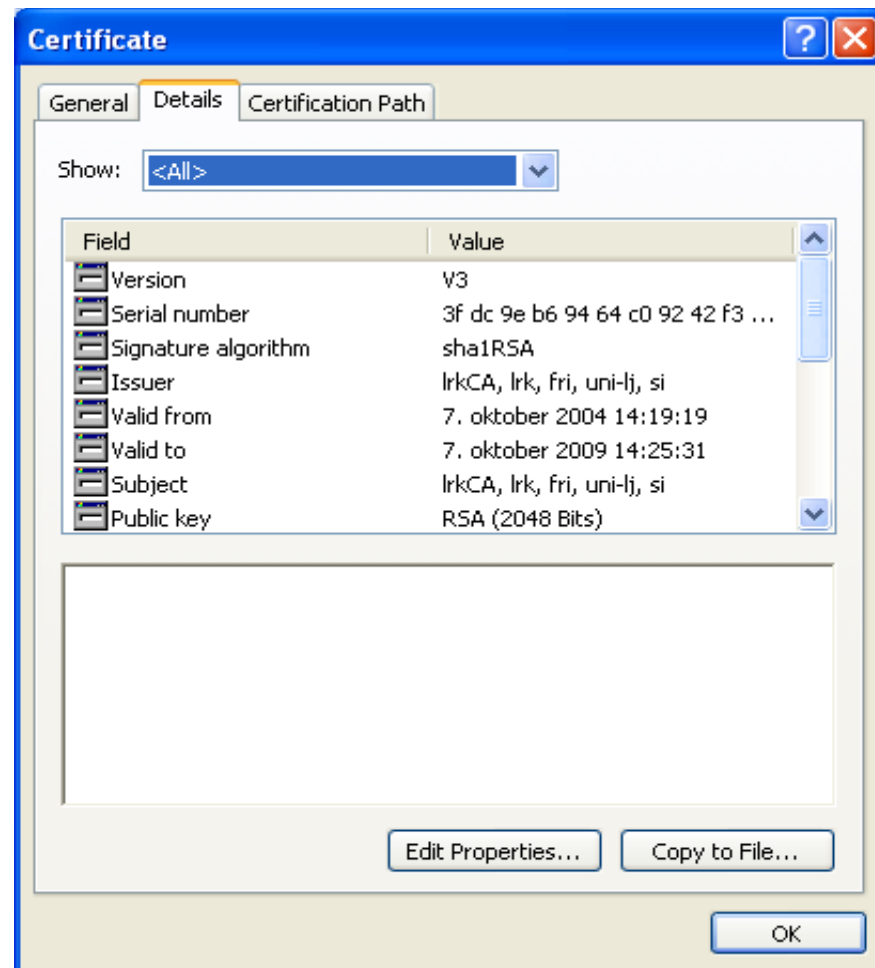 Certificate
General Details Certification Path
Show: <All>
Field Value
Version V3
Serial number 3f dc 9e b6 94 64 c0 92 42 f3 ...
Signature algorithm sha1RSA
Issuer lrkCA, lrk, fri, uni-lj, si
Valid from 7. oktober 2004 14:19:19
Valid to 7. oktober 2009 14:25:31
Subject lrkCA, lrk, fri, uni-lj, si
Public key RSA (2048 Bits)
Edit Properties... Copy to File...
OK